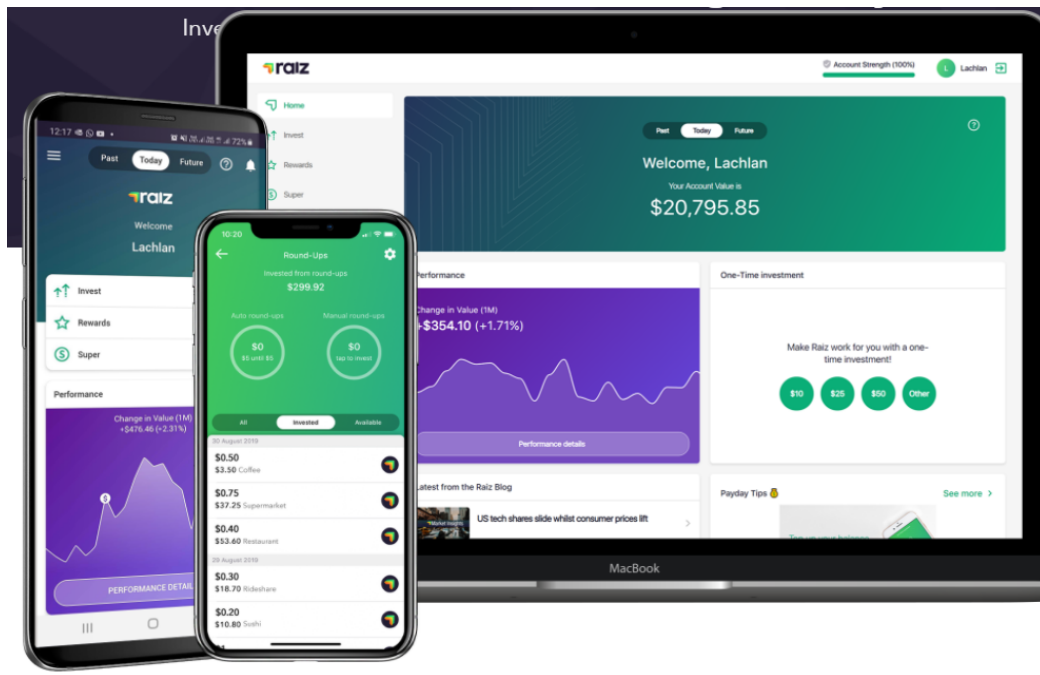 Inve
raiz
Account Strength (100%)
L
Lachlan
Home
Invest
Rewards
Super
Past
Today
Future
Welcome, Lachlan
Your Account Value is
$20,795.85
Performance
Change in Value (1M)
+$354.10 (+1.71%)
Performance details
One-Time investment
Make Raiz work for you with a one-
time investment!
$10
$25
$50
Other
Latest from the Raiz Blog
Market Insights
US tech shares slide whilst consumer prices lift
Payday Tips
See more
MacBook
12:17
72%
Past
Today
Future
raiz
Welcome
Lachlan
Invest
Rewards
Super
Performance
Change in Value (1M)
+$476.46 (+2.31%)
$
PERFORMANCE DETAIL
10:20
Round-Ups
Invested from round-ups
$299.92
Auto round-ups
Manual round-ups
$0
$5 until $5
$0
tap to invest
All
Invested
Available
30 August 2019
$0.50
$3.50 Coffee
$0.75
$37.25 Supermarket
$0.40
$53.60 Restaurant
29 August 2019
$0.30
$18.70 Rideshare
$0.20
$10.80 Sushi